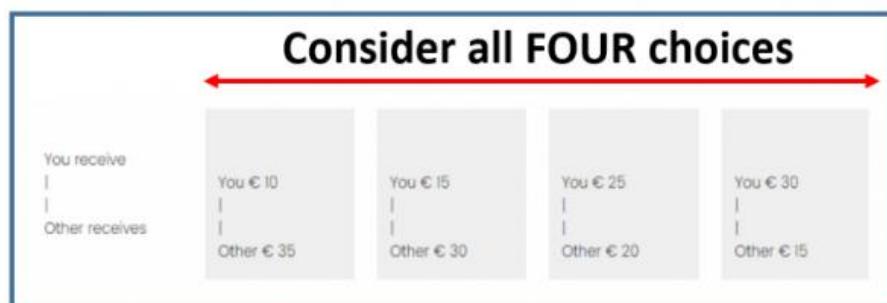 Consider all FOUR choices
You receive
|
|
Other receives
You € 10
|
|
Other € 35
You € 15
|
|
Other € 30
You € 25
|
|
Other € 20
You € 30
|
|
Other € 15